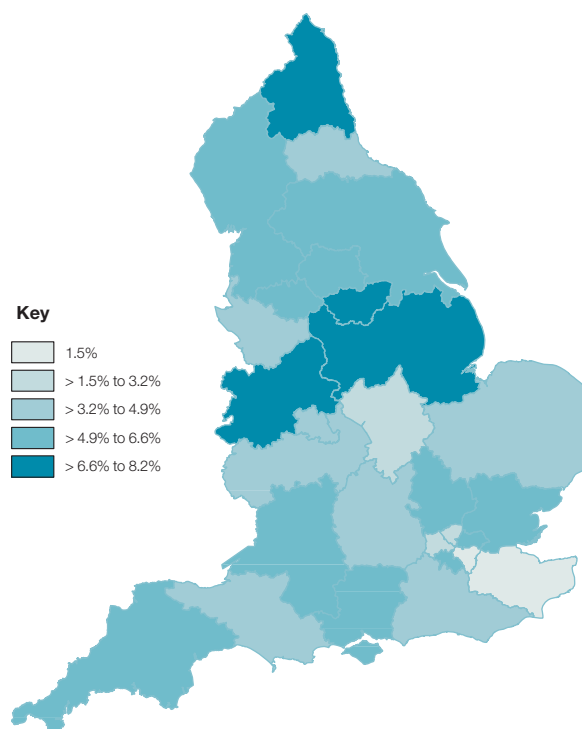 Key
1.5%
> 1.5% to 3.2%
> 3.2% to 4.9%
> 4.9% to 6.6%
> 6.6% to 8.2%